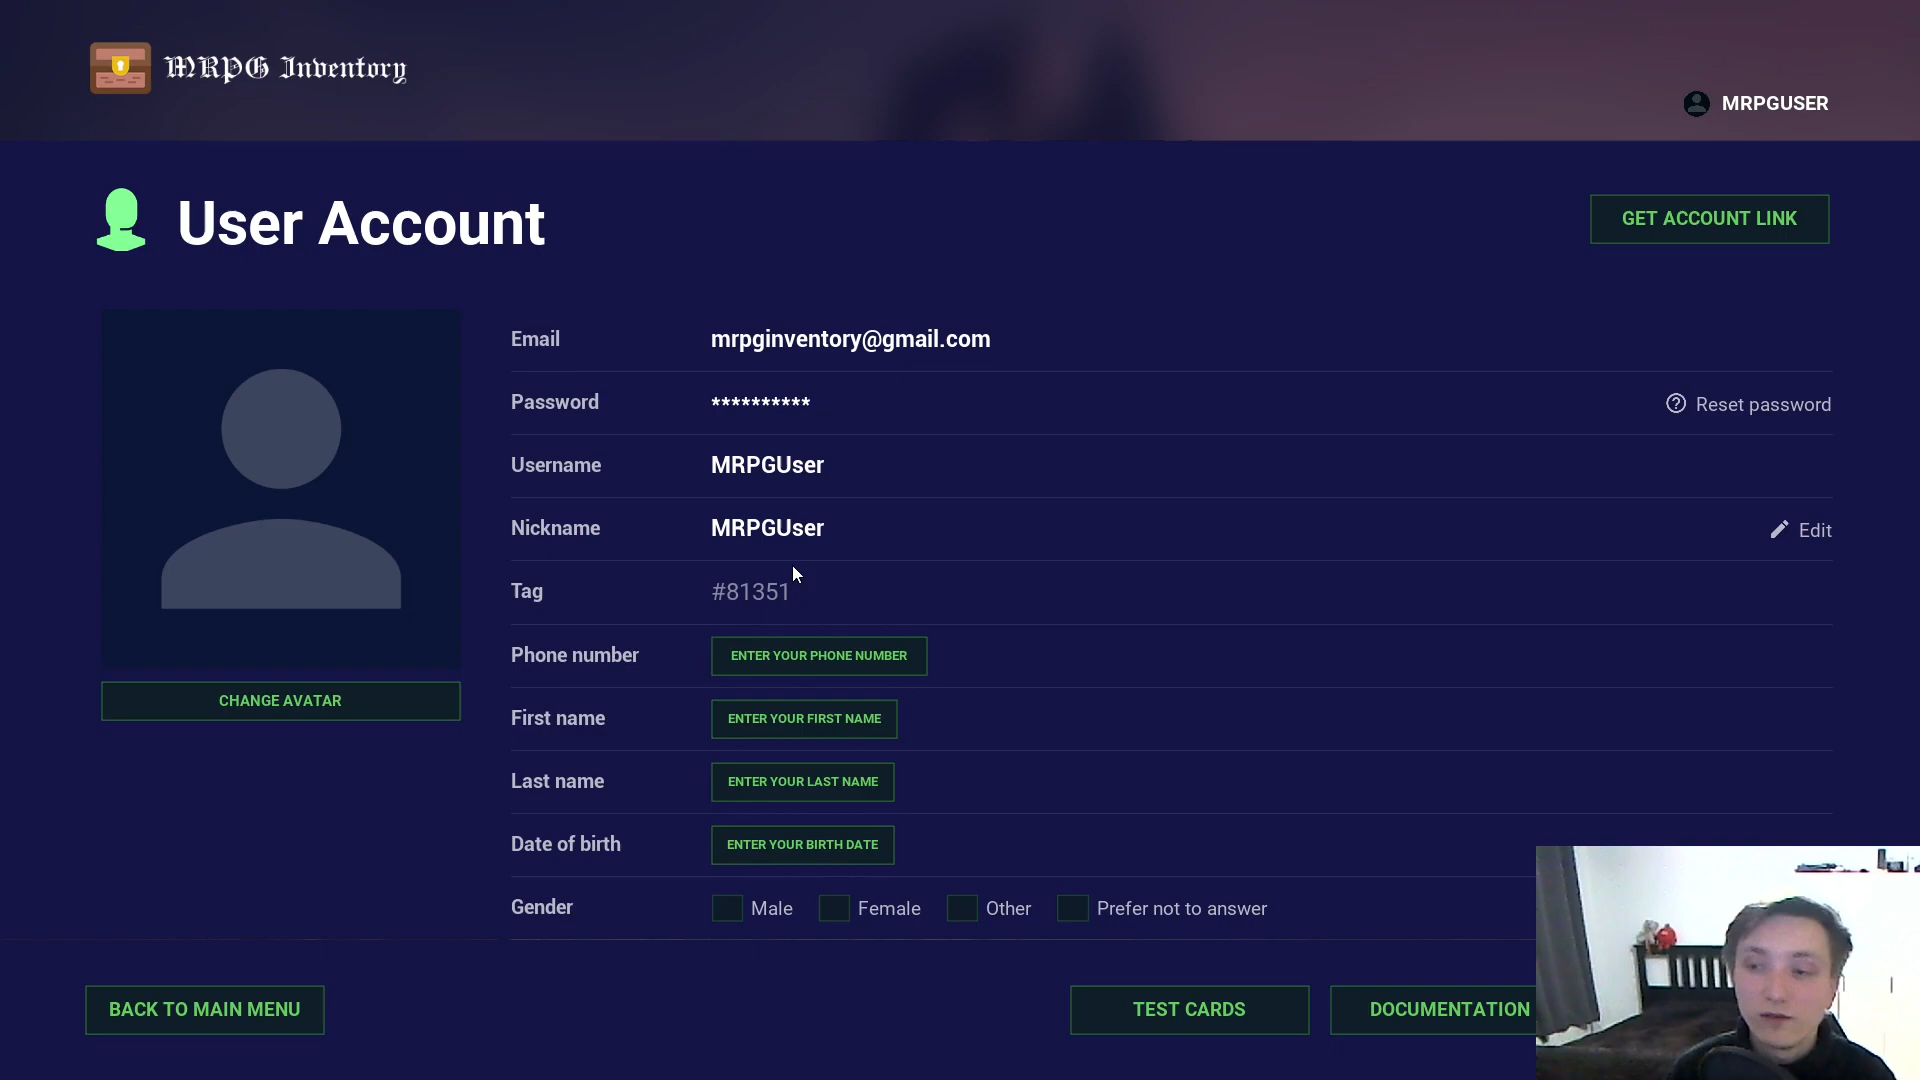 MRPG Inventory
MRPGUSER
User Account
GET ACCOUNT LINK
Email mrpginventory@gmail.com
Password ********** Reset password
Username MRPGUser
Nickname MRPGUser Edit
Tag #81351
Phone number ENTER YOUR PHONE NUMBER
First name ENTER YOUR FIRST NAME
Last name ENTER YOUR LAST NAME
Date of birth ENTER YOUR BIRTH DATE
Gender Male Female Other Prefer not to answer
CHANGE AVATAR
BACK TO MAIN MENU TEST CARDS DOCUMENTATION